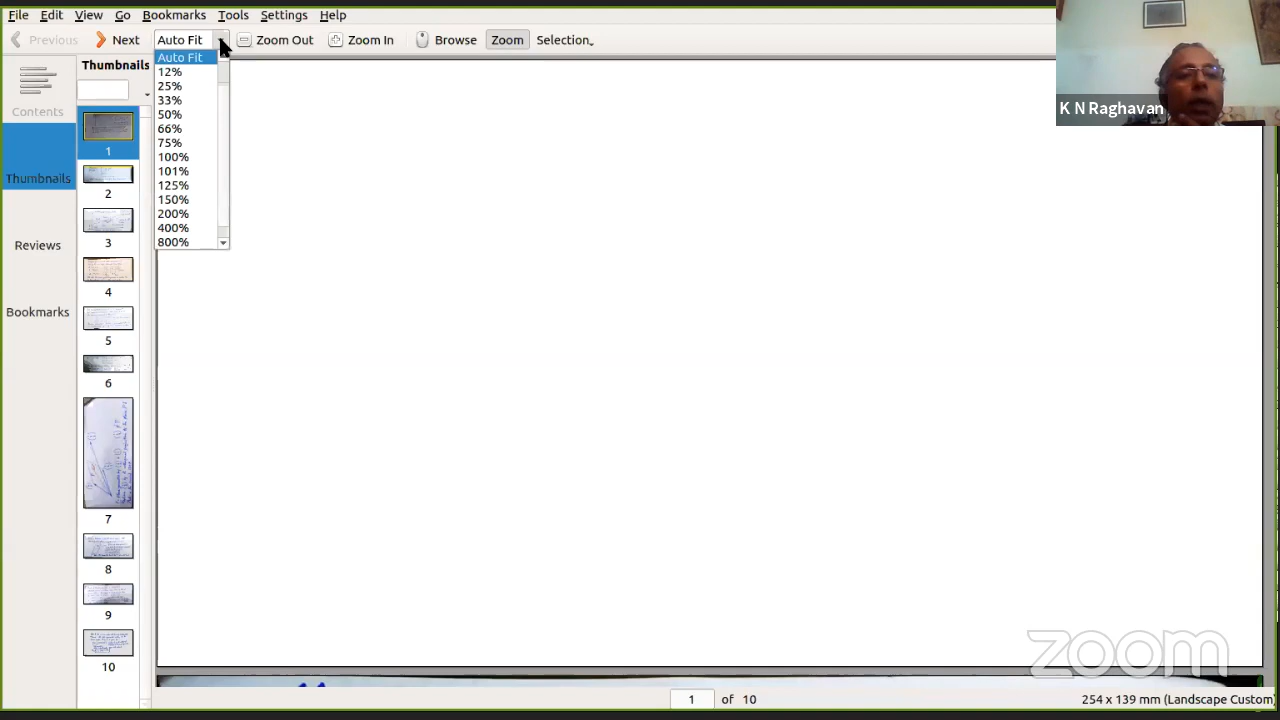 File Edit View Go Bookmarks Tools Settings Help
Previous Next Auto Fit Zoom Out Zoom In Browse Zoom Selection
Thumbnails
Contents
Thumbnails
Reviews
Bookmarks
1
2
3
4
5
6
7
8
9
10
Auto Fit
12%
25%
33%
50%
66%
75%
100%
101%
125%
150%
200%
400%
800%
K N Raghavan
zoom
1 of 10
254 x 139 mm (Landscape Custom)